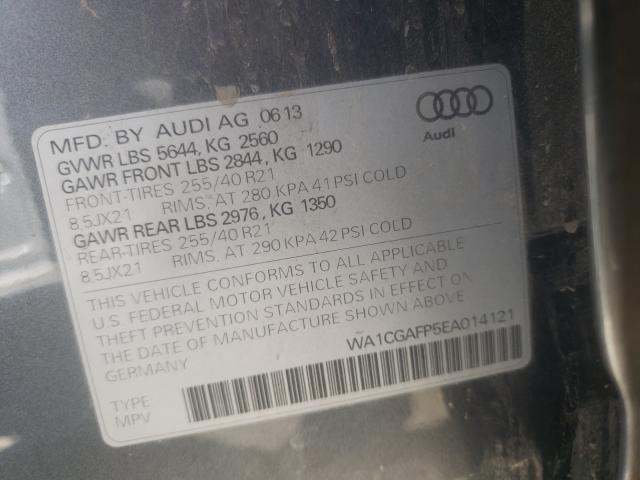 MFD. BY AUDI AG 06 13
GVWR LBS 5644, KG 2560
GAWR FRONT LBS 2844, KG 1290
FRONT-TIRES 255/40 R21
8,5JX21 RIMS. AT 280 KPA 41 PSI COLD
GAWR REAR LBS 2976, KG 1350
REAR-TIRES 255/40 R21
8,5JX21 RIMS. AT 290 KPA 42 PSI COLD
Audi
THIS VEHICLE CONFORMS TO ALL APPLICABLE
U.S. FEDERAL MOTOR VEHICLE SAFETY AND
THEFT PREVENTION STANDARDS IN EFFECT ON
THE DATE OF MANUFACTURE SHOWN ABOVE
GERMANY
WA1CGAFP5EA014121
TYPE
MPV